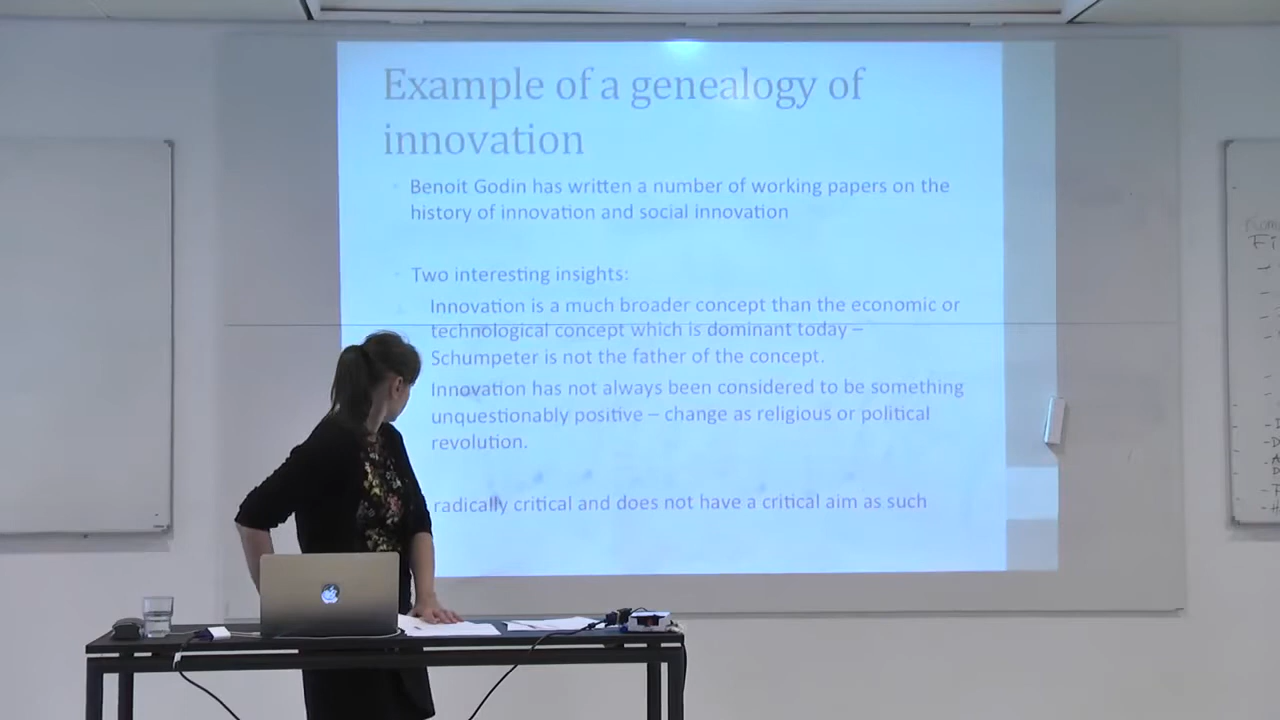 Example of a genealogy of
innovation
Benoit Godin has written a number of working papers on the
history of innovation and social innovation
Two interesting insights:
Innovation is a much broader concept than the economic or
technological concept which is dominant today –
Schumpeter is not the father of the concept.
Innovation has not always been considered to be something
unquestionably positive – change as religious or political
revolution.
radically critical and does not have a critical aim as such